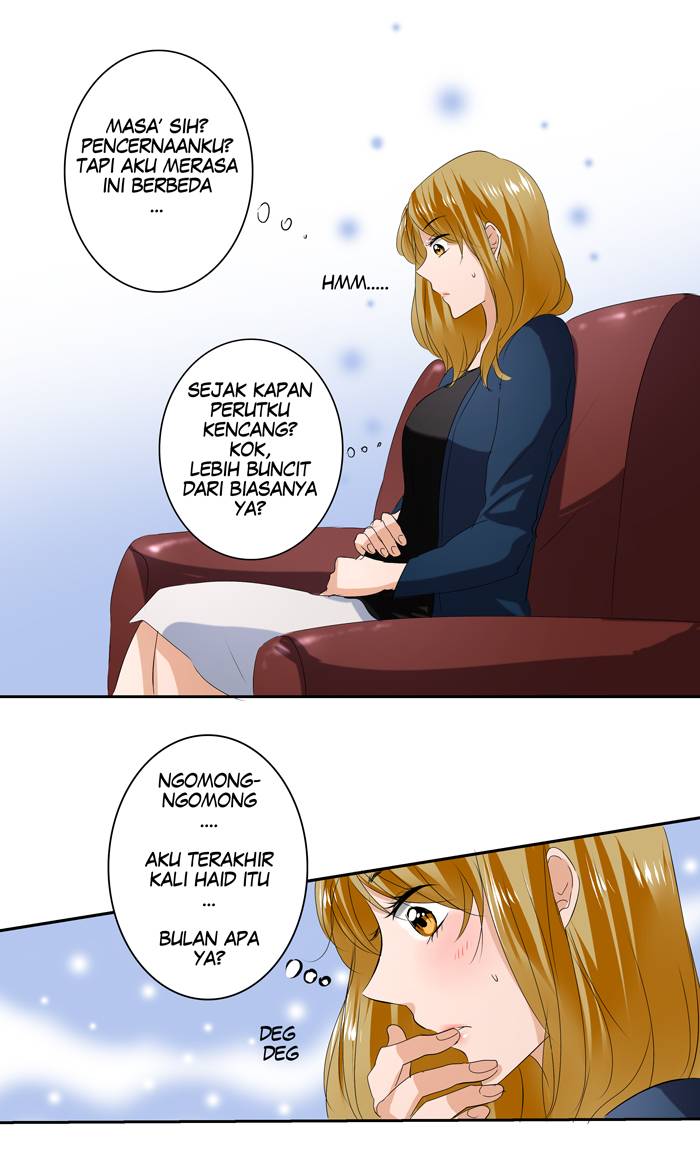 MASA' SIH?
PENCERNAANKU?
TAPI AKU MERASA
INI BERBEDA
...
HMM.....
SEJAK KAPAN
PERUTKU
KENCANG?
KOK,
LEBIH BUNCIT
DARI BIASANYA
YA?
NGOMONG-
NGOMONG
....
AKU TERAKHIR
KALI HAID ITU
...
BULAN APA
YA?
DEG
DEG